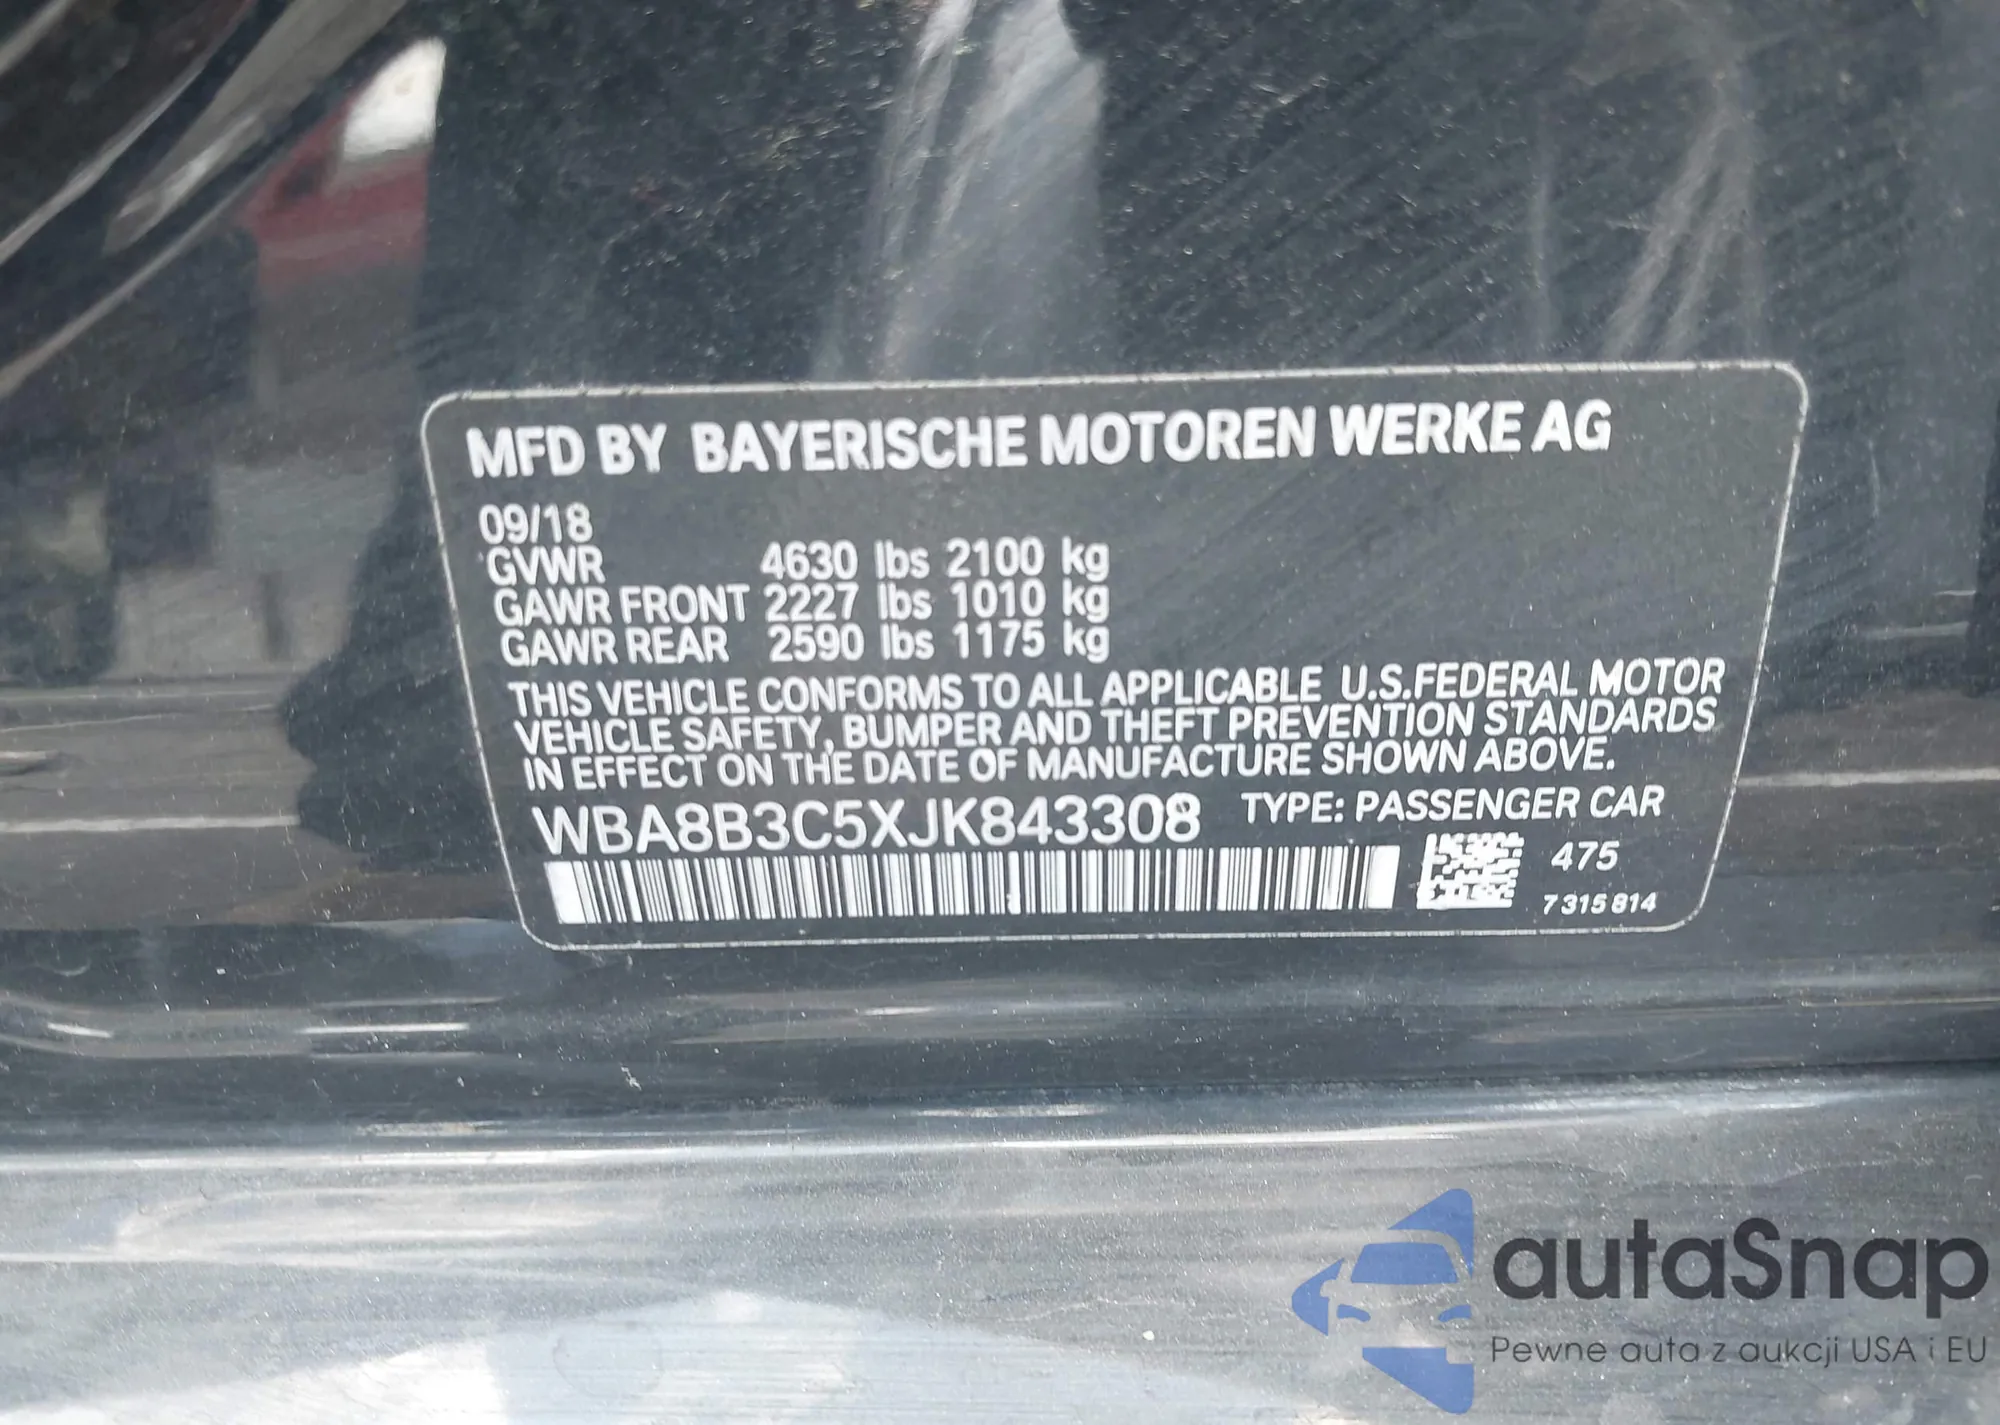 MFD BY BAYERISCHE MOTOREN WERKE AG
09/18
GVWR 4630 lbs 2100 kg
GAWR FRONT 2227 lbs 1010 kg
GAWR REAR 2590 lbs 1175 kg
THIS VEHICLE CONFORMS TO ALL APPLICABLE U.S.FEDERAL MOTOR
VEHICLE SAFETY, BUMPER AND THEFT PREVENTION STANDARDS
IN EFFECT ON THE DATE OF MANUFACTURE SHOWN ABOVE.
WBA8B3C5XJK843308 TYPE: PASSENGER CAR
475
7315814
autaSnap
Pewne auta z aukcji USA i EU